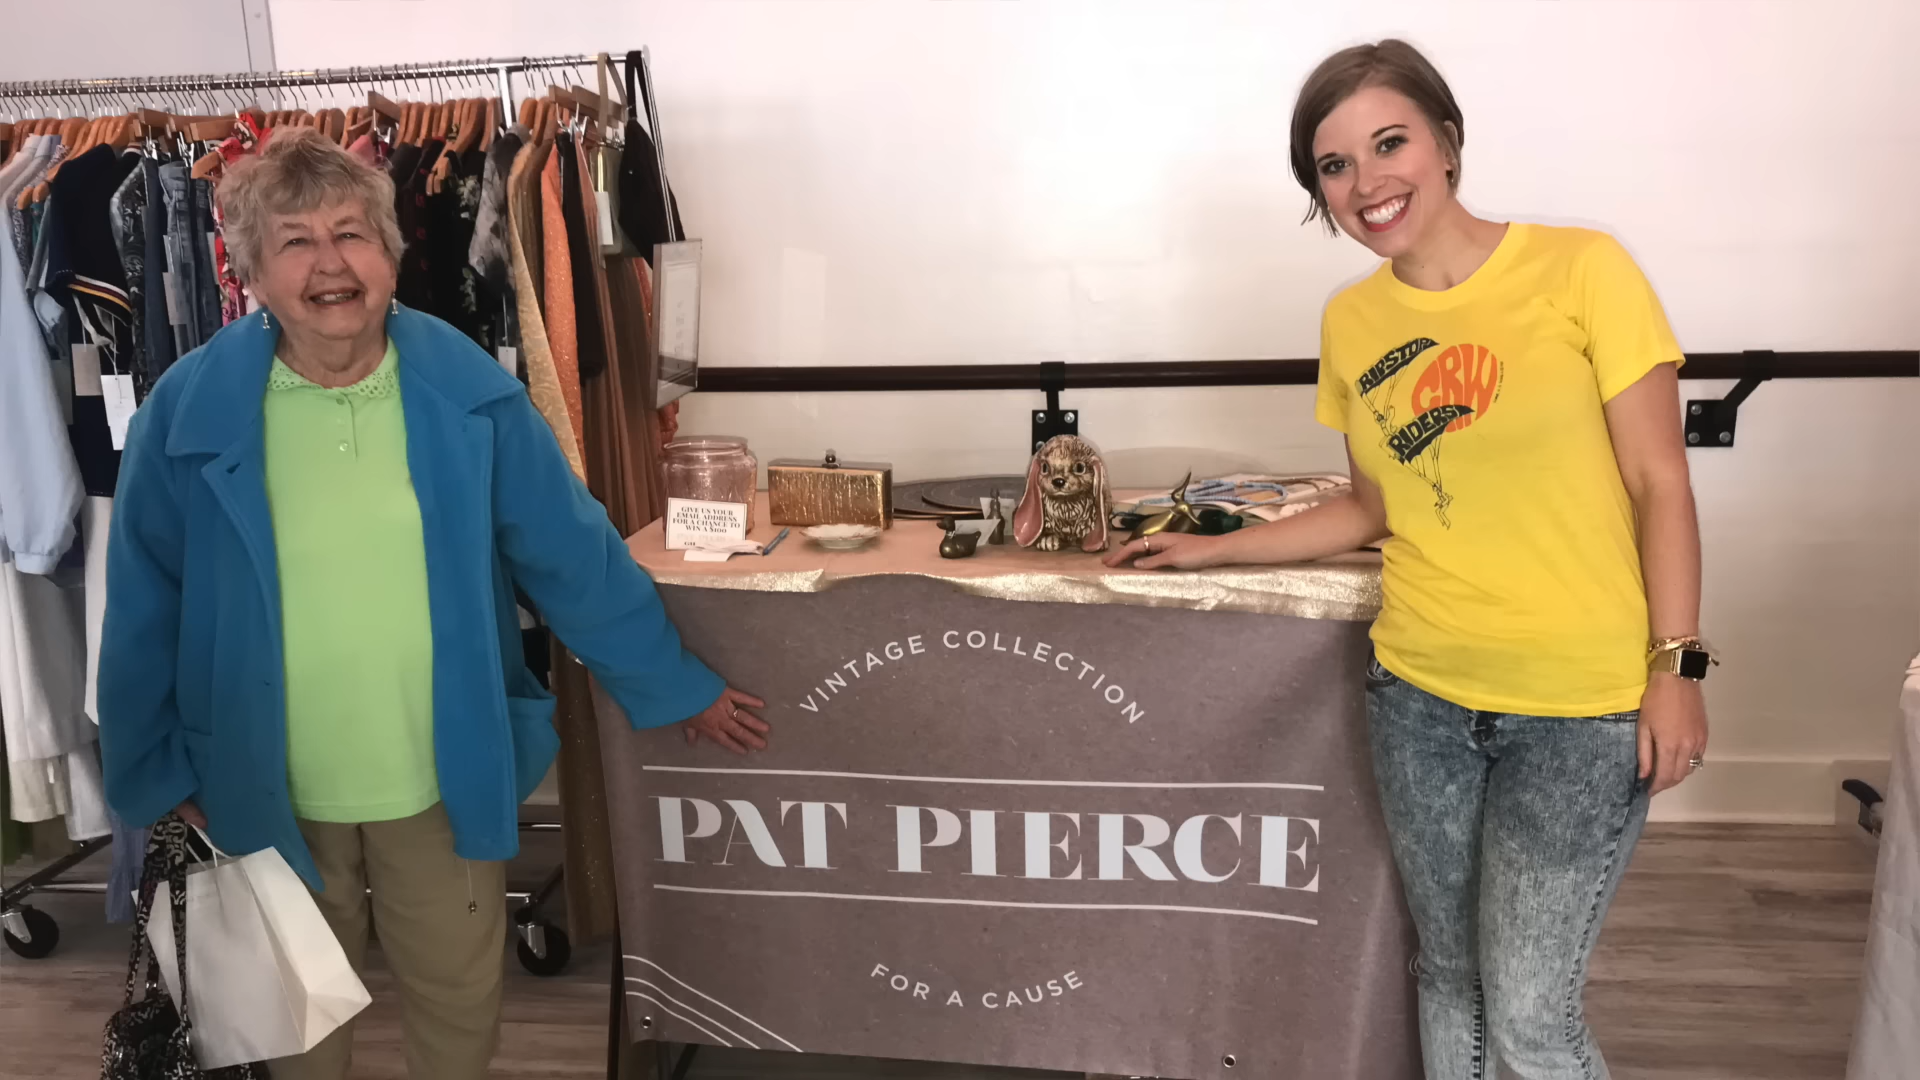 RIPSTOP
CRW
RIDERS
GIVE US YOUR
EMAIL ADDRESS
FOR A CHANCE TO
WIN A $100
VINTAGE COLLECTION
PAT PIERCE
FOR A CAUSE